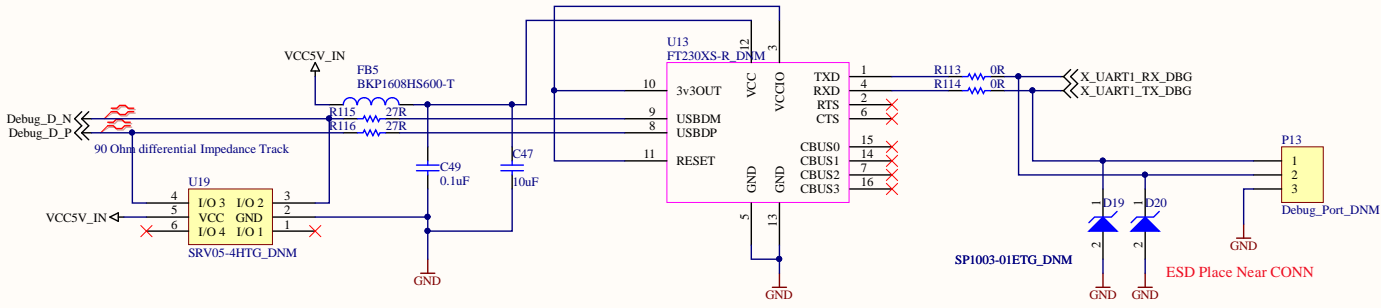 U13
FT230XS-R_DNM
VCC5V_IN
FB5
BKP1608HS600-T
12
3
VCC
VCCIO
10
3v3OUT
TXD
1
R113
0R
X_UART1_RX_DBG
RXD
4
R114
0R
X_UART1_TX_DBG
RTS
2
CTS
6
Debug_D_N
R115
27R
9
USBDM
Debug_D_P
R116
27R
8
USBDP
90 Ohm differential Impedance Track
11
RESET
CBUS0
15
CBUS1
14
CBUS2
7
CBUS3
16
GND
GND
5
13
GND
C49
0.1uF
C47
10uF
GND
U19
4
I/O 3
I/O 2
3
VCC5V_IN
5
VCC
GND
2
6
I/O 4
I/O 1
1
SRV05-4HTG_DNM
P13
1
2
3
Debug_Port_DNM
GND
1
D19
2
1
D20
2
SP1003-01ETG_DNM
GND
GND
ESD Place Near CONN